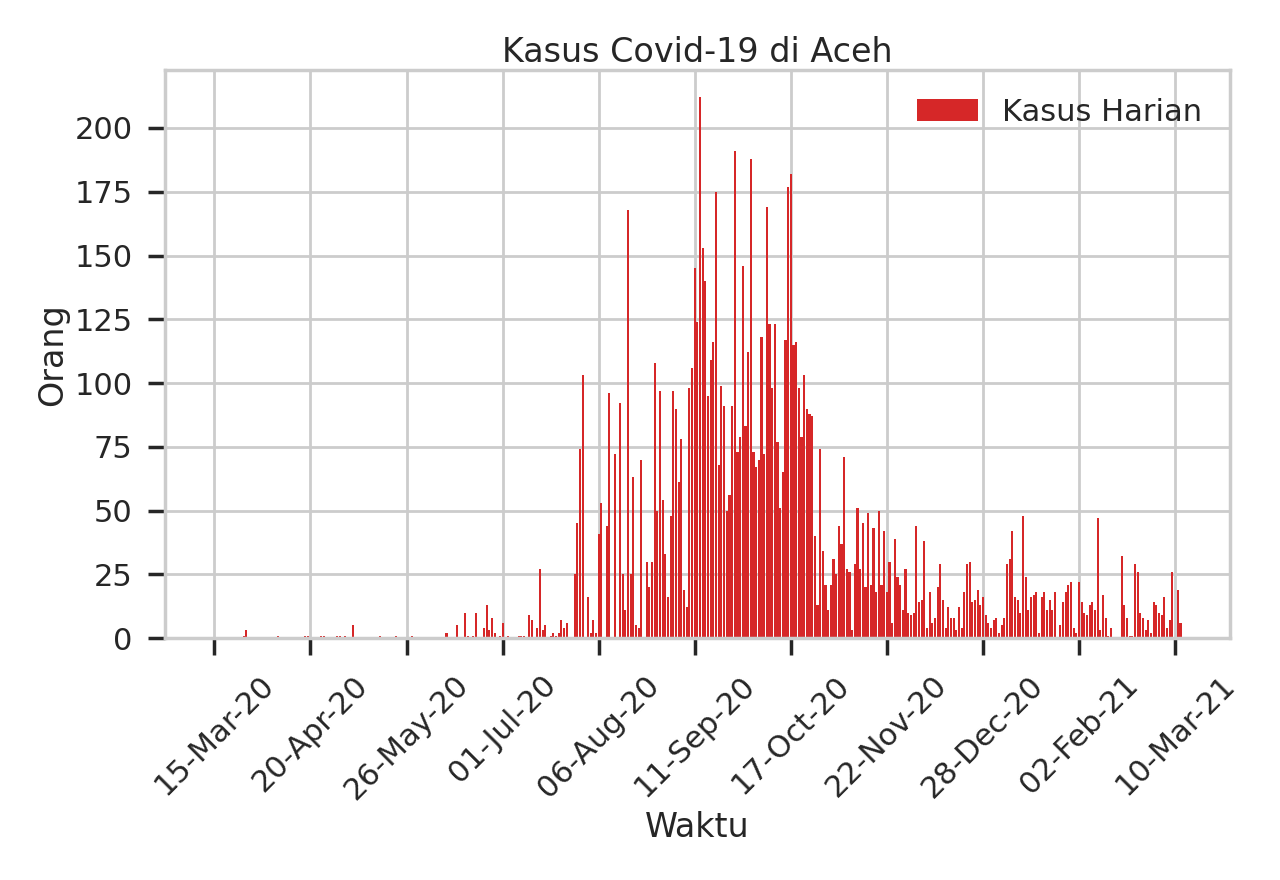 Kasus Covid-19 di Aceh
Kasus Harian
Orang
200
175
150
125
100
75
50
25
0
15-Mar-20
20-Apr-20
26-May-20
01-Jul-20
06-Aug-20
11-Sep-20
17-Oct-20
22-Nov-20
28-Dec-20
02-Feb-21
10-Mar-21
Waktu